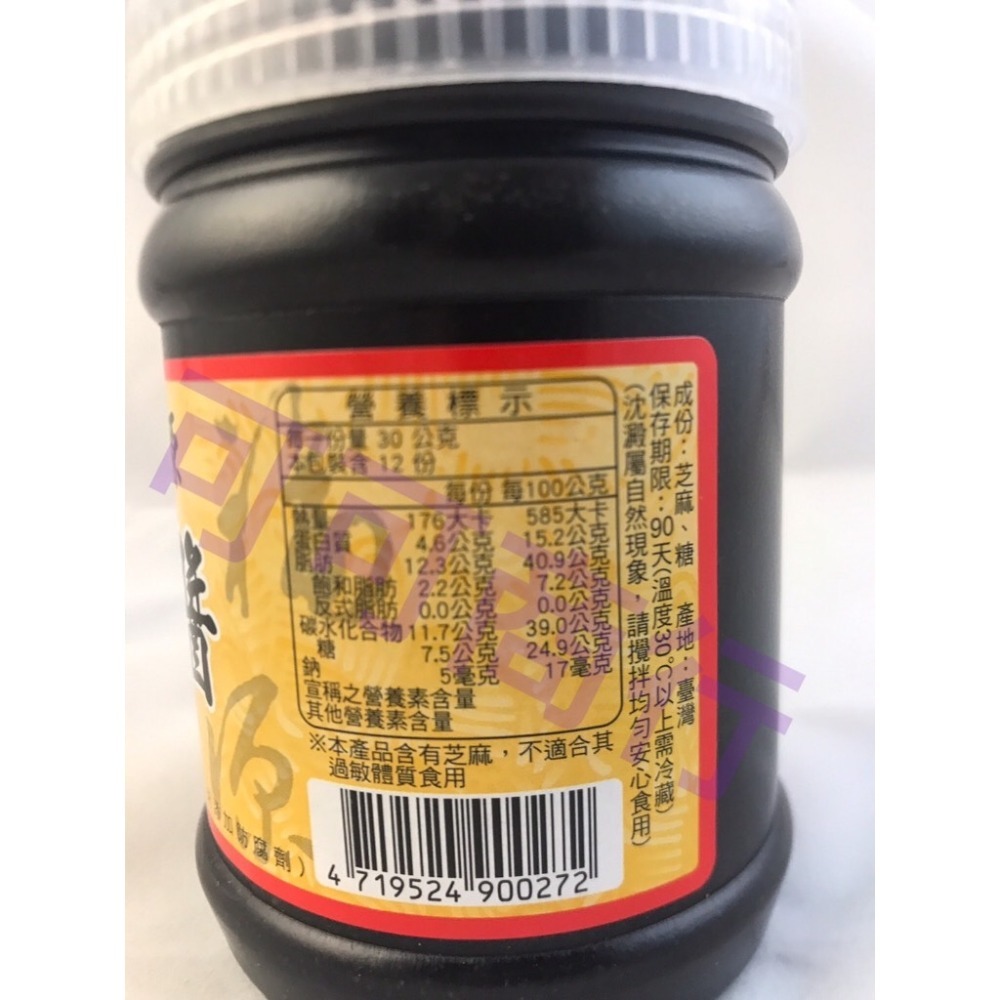 醬
營養標示
每一份量 30 公克
本包裝含 12 份
每份 每100公克
熱量 176大卡 585大卡
蛋白質 4.6公克 15.2公克
脂肪 12.3公克 40.9公克
飽和脂肪 2.2公克 7.2公克
反式脂肪 0.0公克 0.0公克
碳水化合物 11.7公克 39.0公克
糖 7.5公克 24.9公克
鈉 5毫克 17毫克
宣稱之營養素含量
其他營養素含量
※本產品含有芝麻，不適合其
過敏體質食用
成份：芝麻、糖 產地：臺灣
保存期限：90天(溫度30℃以上需冷藏)
(沈澱屬自然現象，請攪拌均勻安心食用)
加防腐劑)
4 719524 900272